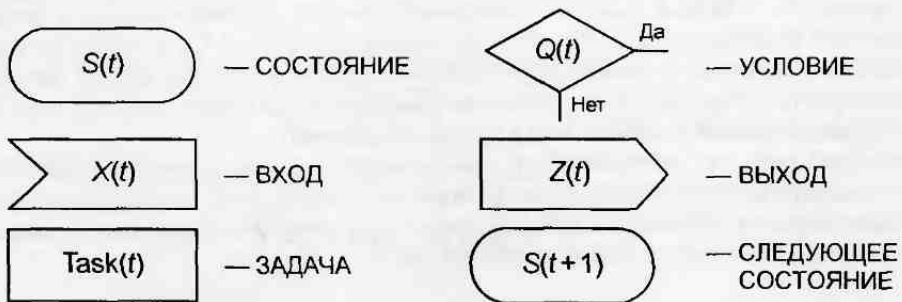 S(t) — СОСТОЯНИЕ
Q(t) Да — УСЛОВИЕ
Нет
X(t) — ВХОД
Z(t) — ВЫХОД
Task(t) — ЗАДАЧА
S(t+1) — СЛЕДУЮЩЕЕ
СОСТОЯНИЕ